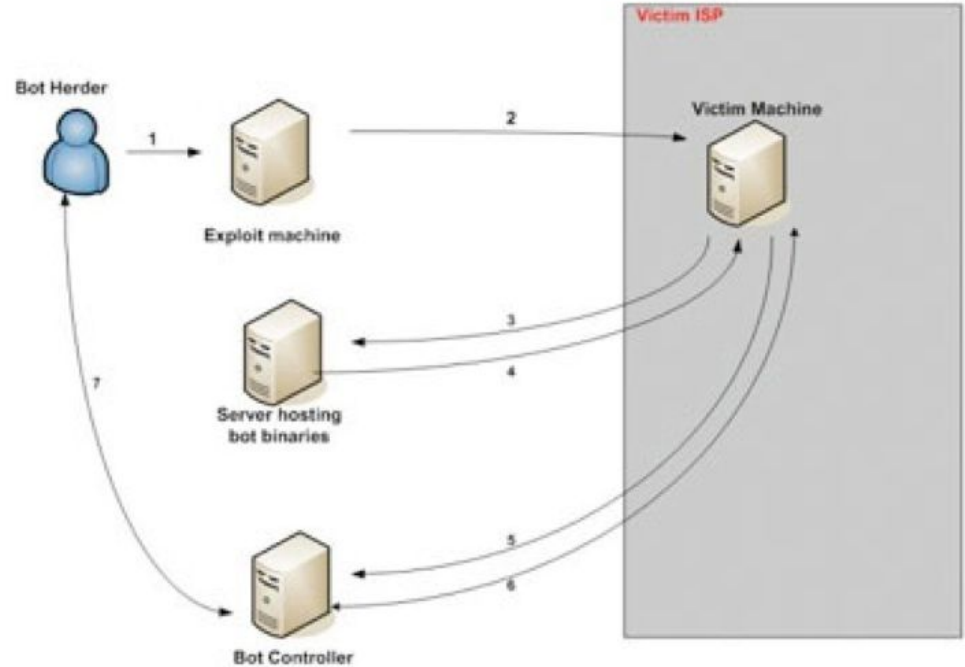 Victim ISP
Bot Herder
Victim Machine
1
2
Exploit machine
3
4
Server hosting
bot binaries
7
5
6
Bot Controller